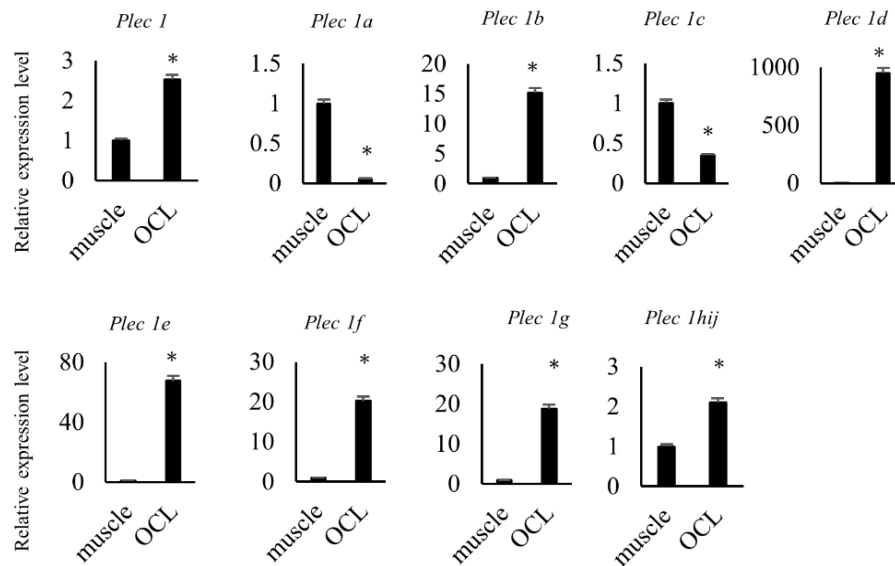 Plec 1
Relative expression level
3
2
1
0
*
muscle
OCL
Plec 1a
1.5
1
0.5
0
*
muscle
OCL
Plec 1b
20
15
10
5
0
*
muscle
OCL
Plec 1c
1.5
1
0.5
0
*
muscle
OCL
Plec 1d
1000
500
0
*
muscle
OCL
Plec 1e
Relative expression level
80
40
0
*
muscle
OCL
Plec 1f
30
20
10
0
*
muscle
OCL
Plec 1g
30
20
10
0
*
muscle
OCL
Plec 1hij
3
2
1
0
*
muscle
OCL